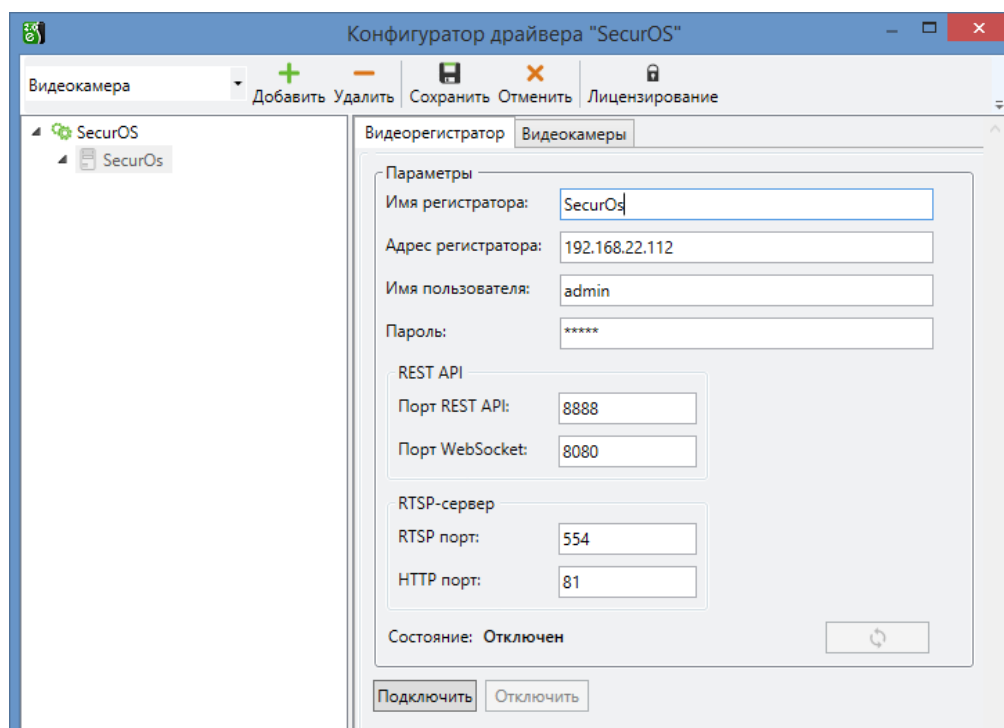 Конфигуратор драйвера "SecurOS"
Видеокамера
Добавить Удалить Сохранить Отменить Лицензирование
SecurOS
SecurOs
Видеорегистратор Видеокамеры
Параметры
Имя регистратора: SecurOs
Адрес регистратора: 192.168.22.112
Имя пользователя: admin
Пароль: *****
REST API
Порт REST API: 8888
Порт WebSocket: 8080
RTSP-сервер
RTSP порт: 554
HTTP порт: 81
Состояние: Отключен
Подключить Отключить